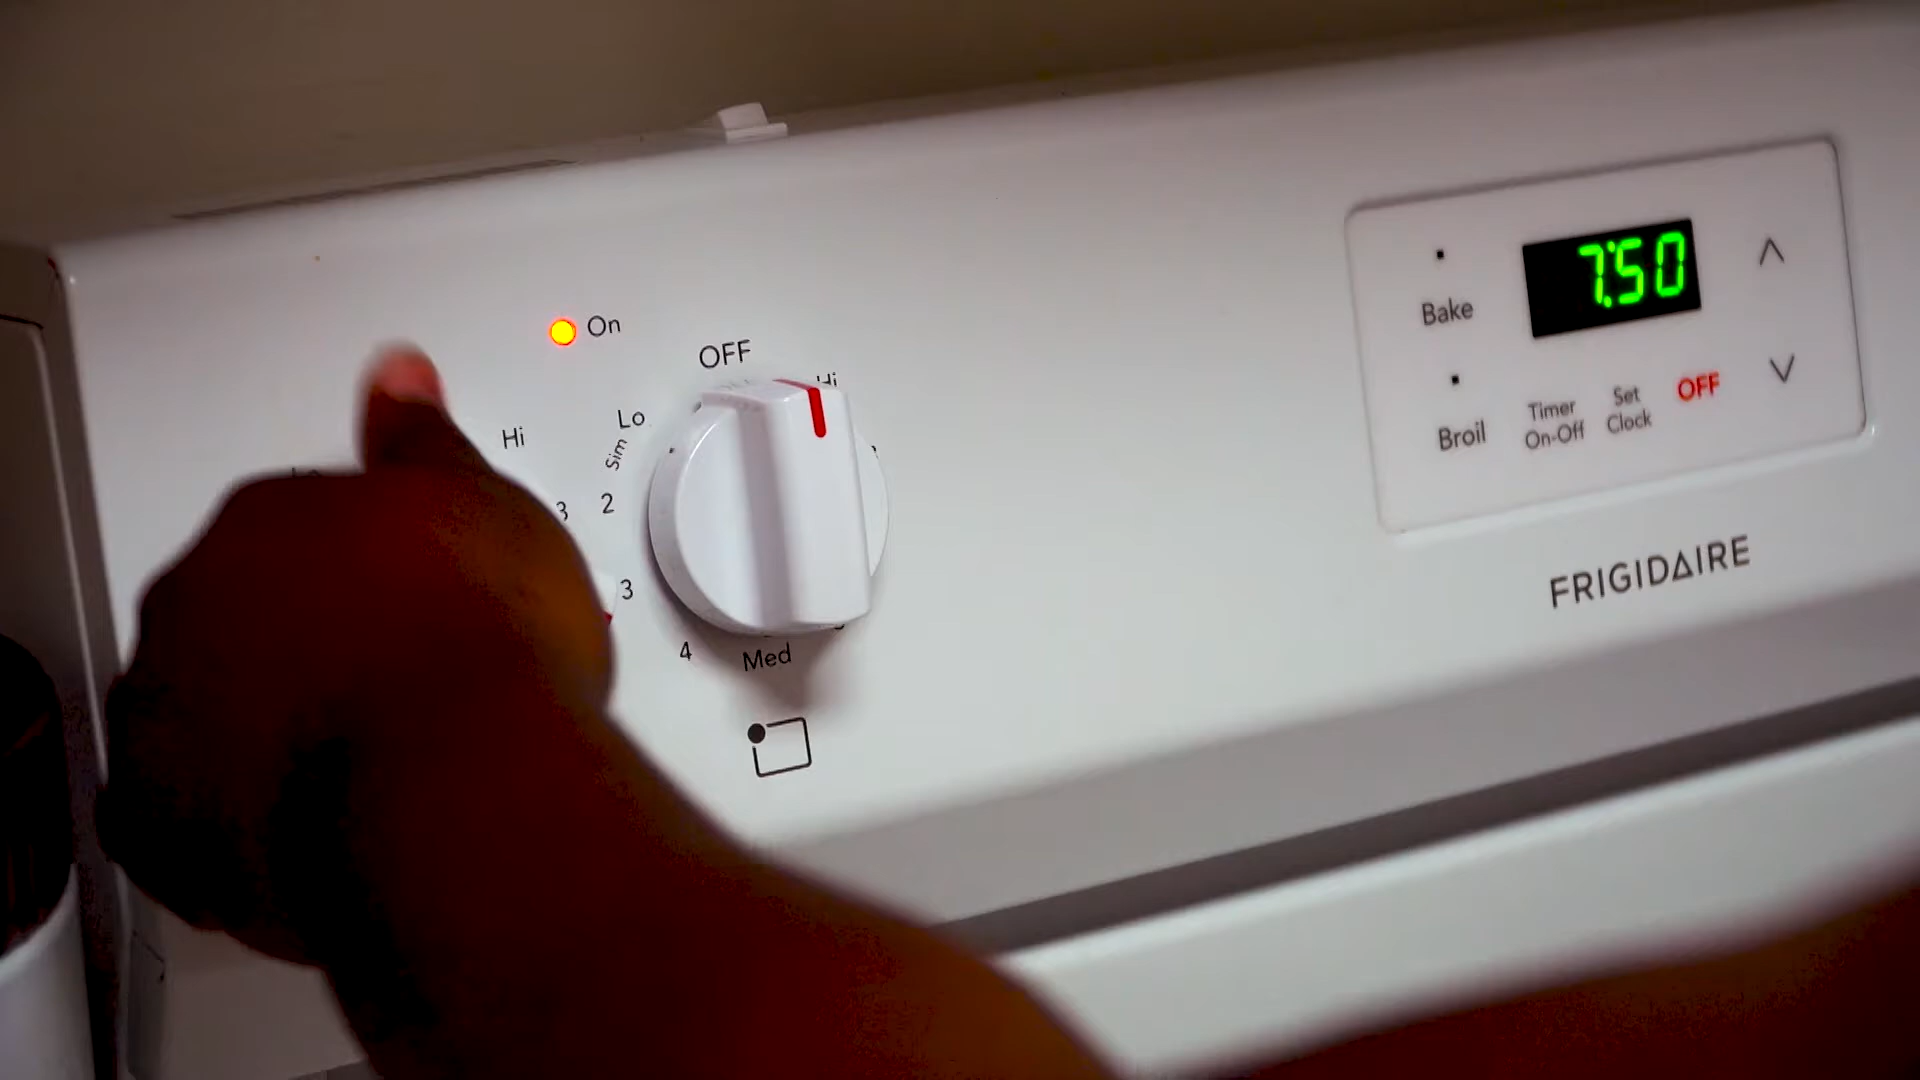 On
OFF
Hi
Lo
Sim
2
3
4
Med
Hi
3
7:50
Bake
Broil
Timer
On-Off
Set
Clock
OFF
FRIGIDAIRE